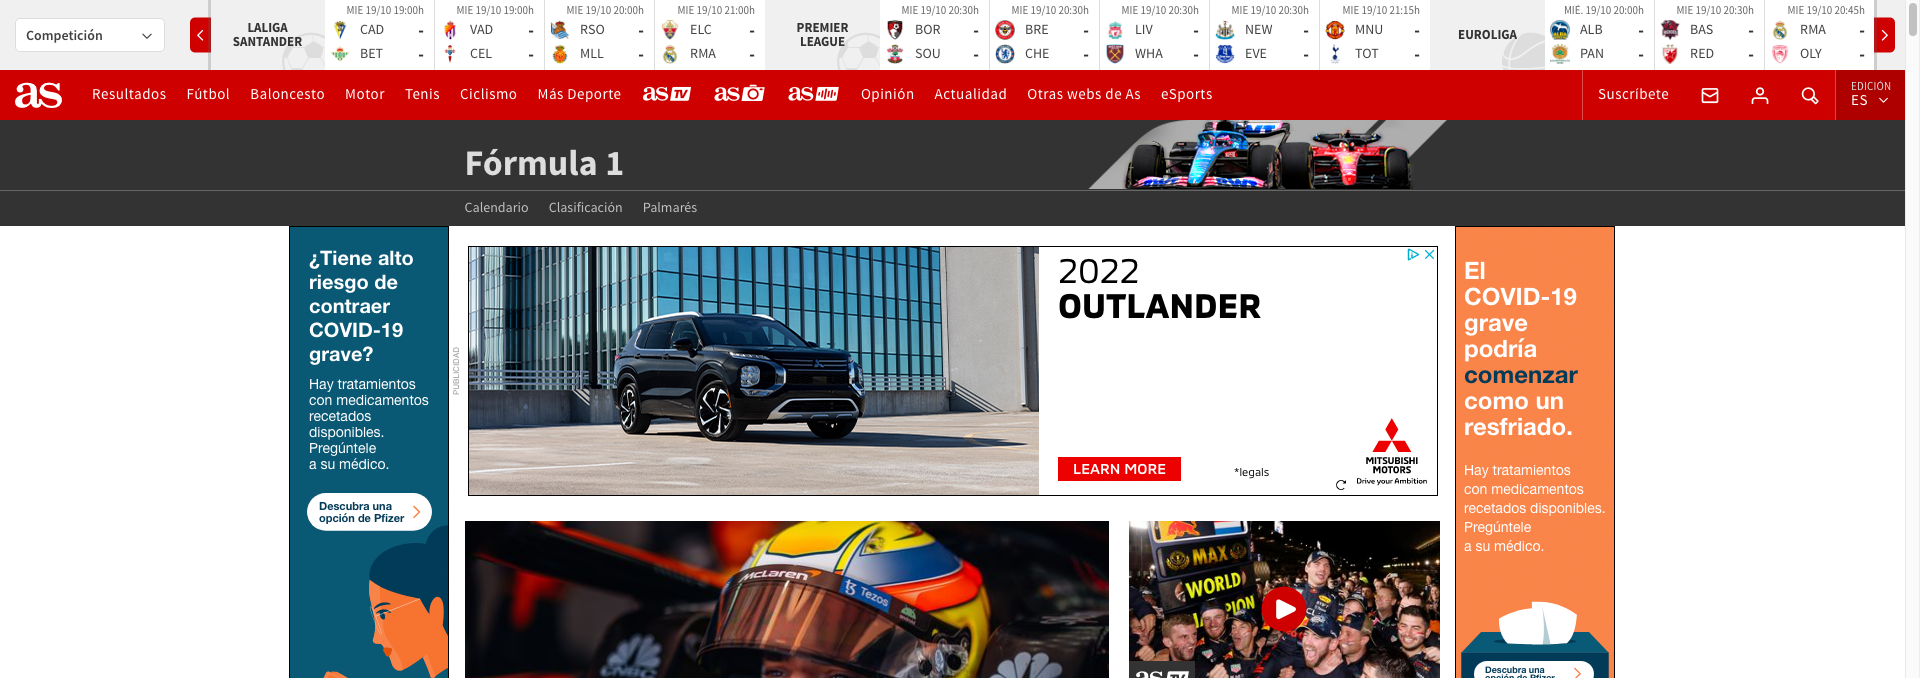 Competición
LALIGA
SANTANDER
MIE 19/10 19:00h
CAD -
BET -
MIE 19/10 19:00h
VAD -
CEL -
MIE 19/10 20:00h
RSO -
MLL -
MIE 19/10 21:00h
ELC -
RMA -
PREMIER
LEAGUE
MIE 19/10 20:30h
BOR -
SOU -
MIE 19/10 20:30h
BRE -
CHE -
MIE 19/10 20:30h
LIV -
WHA -
MIE 19/10 20:30h
NEW -
EVE -
MIE 19/10 21:15h
MNU -
TOT -
EUROLIGA
MIÉ. 19/10 20:00h
ALB -
PAN -
MIE 19/10 20:30h
BAS -
RED -
MIE 19/10 20:45h
RMA -
OLY -
as Resultados Fútbol Baloncesto Motor Tenis Ciclismo Más Deporte as TV as as Opinión Actualidad Otras webs de As eSports Suscríbete
EDICIÓN
ES
Fórmula 1
Calendario Clasificación Palmarés
¿Tiene alto
riesgo de
contraer
COVID-19
grave?
Hay tratamientos
con medicamentos
recetados
disponibles.
Pregúntele
a su médico.
Descubra una
opción de Pfizer
PUBLICIDAD
2022
OUTLANDER
LEARN MORE
*legals
MITSUBISHI
MOTORS
Drive your Ambition
El
COVID-19
grave
podría
comenzar
como un
resfriado.
Hay tratamientos
con medicamentos
recetados disponibles.
Pregúntele
a su médico.
Descubra una
opción de Pfizer
McLaren
Tezos
CNBC
MAX
WORLD
as TV